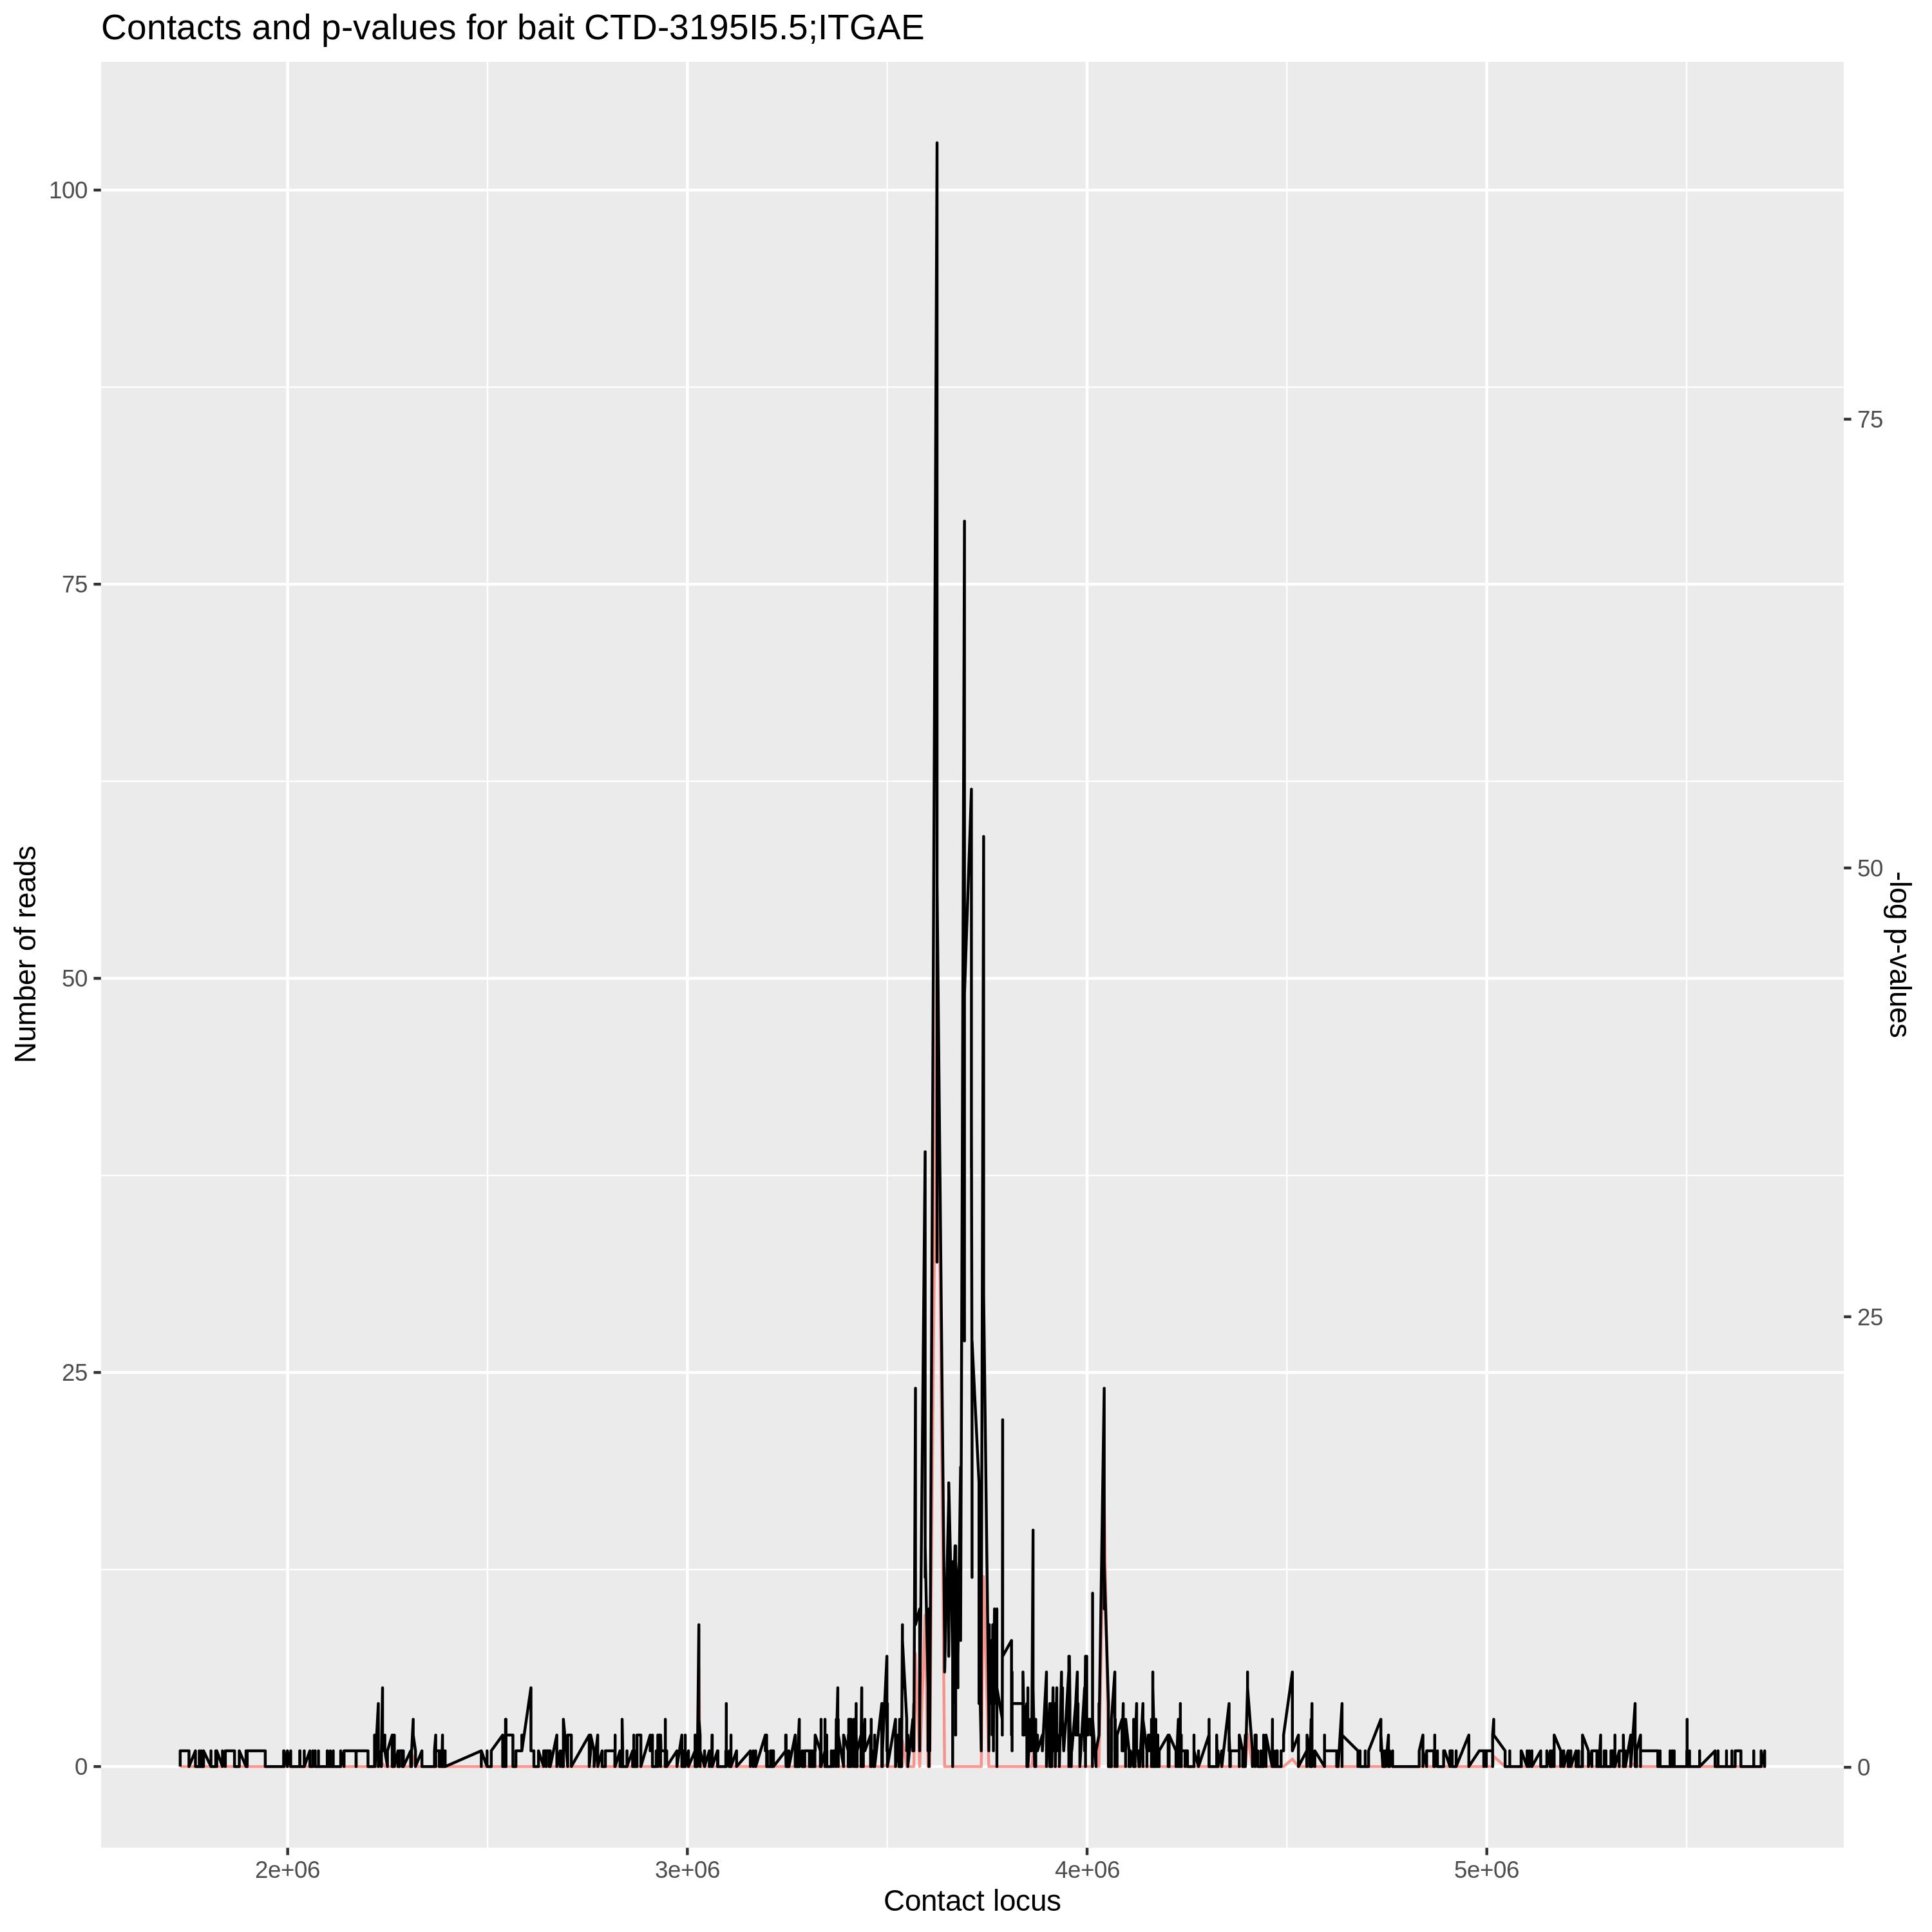 Contacts and p-values for bait CTD-3195I5.5;ITGAE
100
75
50
25
0
Number of reads
75
50
25
0
-log p-values
2e+06
3e+06
4e+06
5e+06
Contact locus